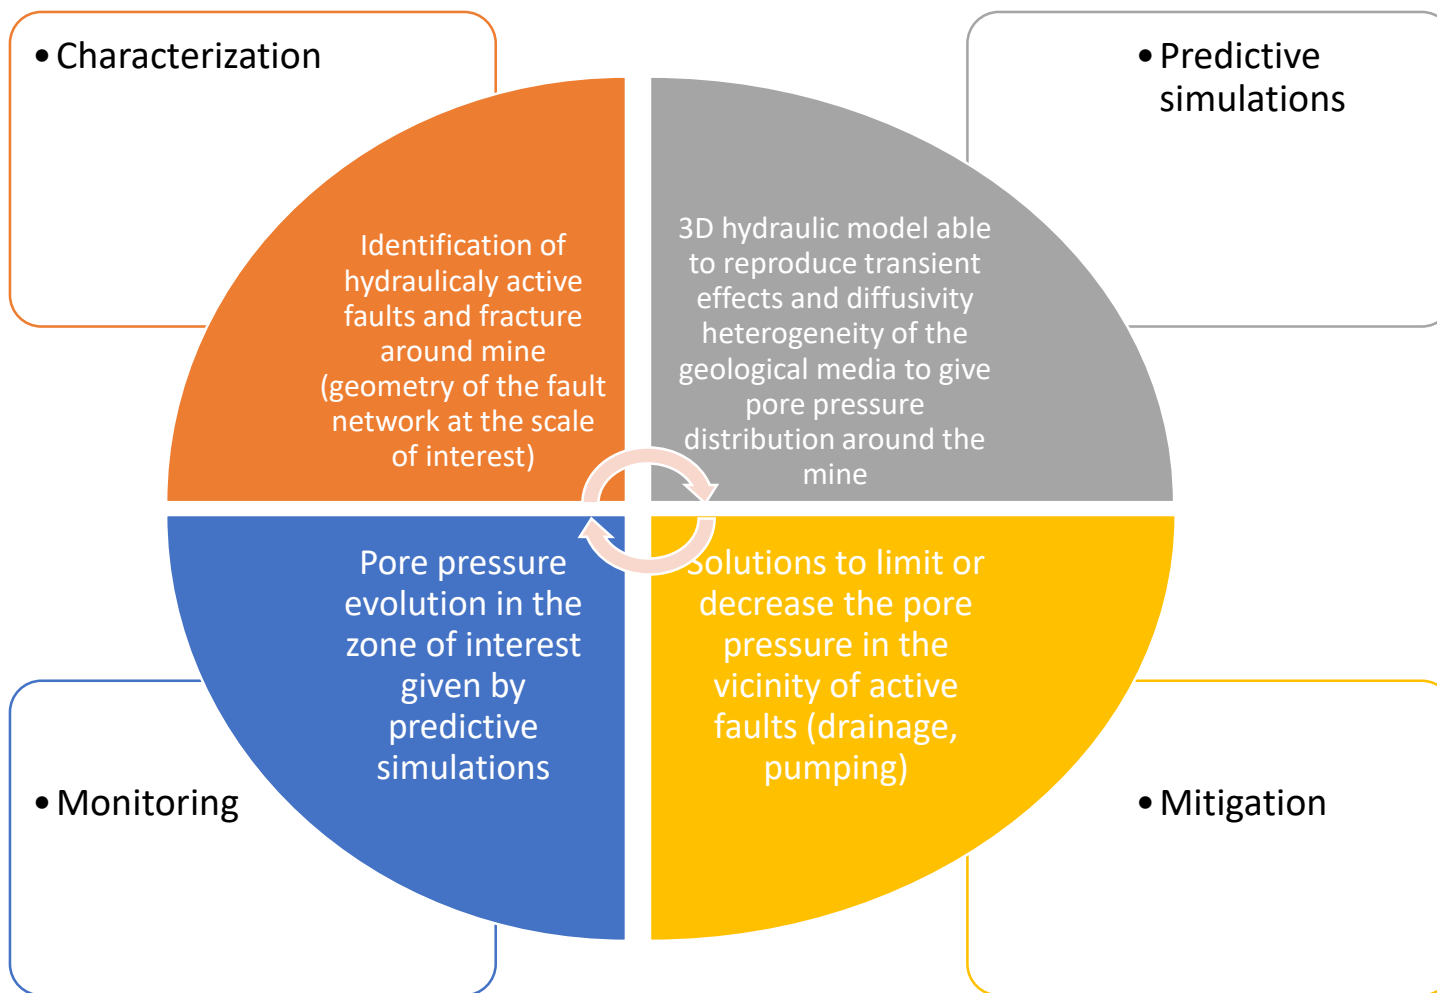 • Characterization
Identification of
hydraulicaly active
faults and fracture
around mine
(geometry of the fault
network at the scale
of interest)
• Predictive
simulations
3D hydraulic model able
to reproduce transient
effects and diffusivity
heterogeneity of the
geological media to give
pore pressure
distribution around the
mine
Pore pressure
evolution in the
zone of interest
given by
predictive
simulations
• Monitoring
Solutions to limit or
decrease the pore
pressure in the
vicinity of active
faults (drainage,
pumping)
• Mitigation